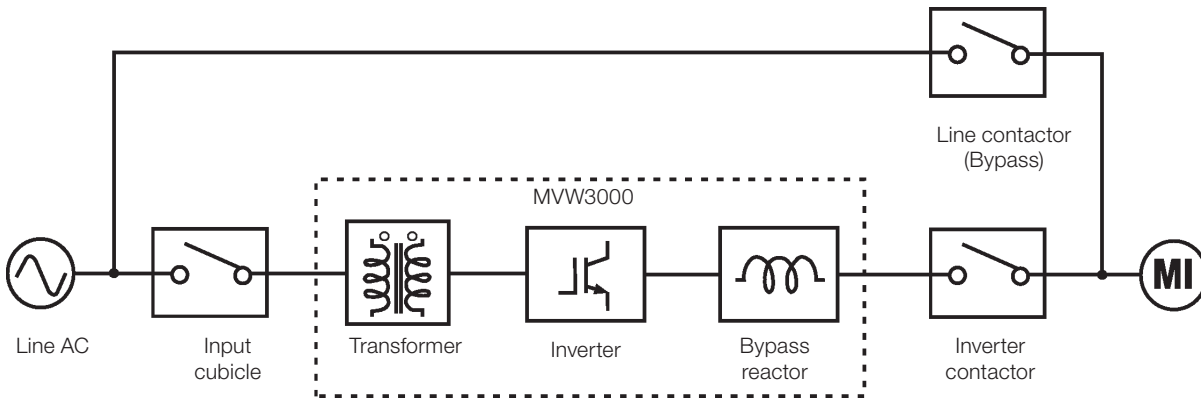 Line contactor
(Bypass)
MVW3000
MI
Line AC
Input
cubicle
Transformer
Inverter
Bypass
reactor
Inverter
contactor